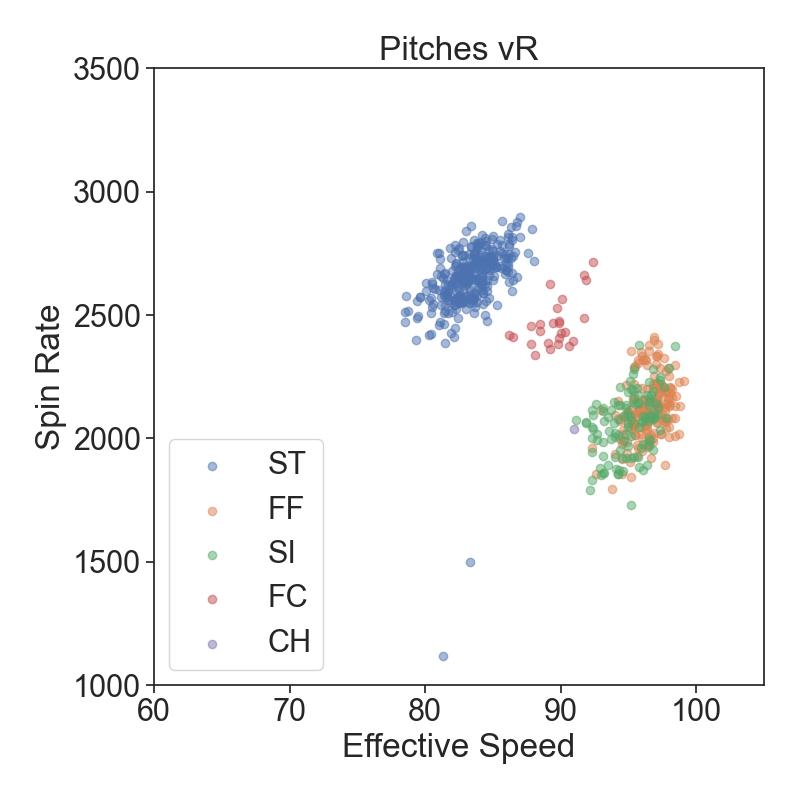 Pitches vR
3500
3000
2500
2000
1500
1000
Spin Rate
ST
FF
SI
FC
CH
60 70 80 90 100
Effective Speed